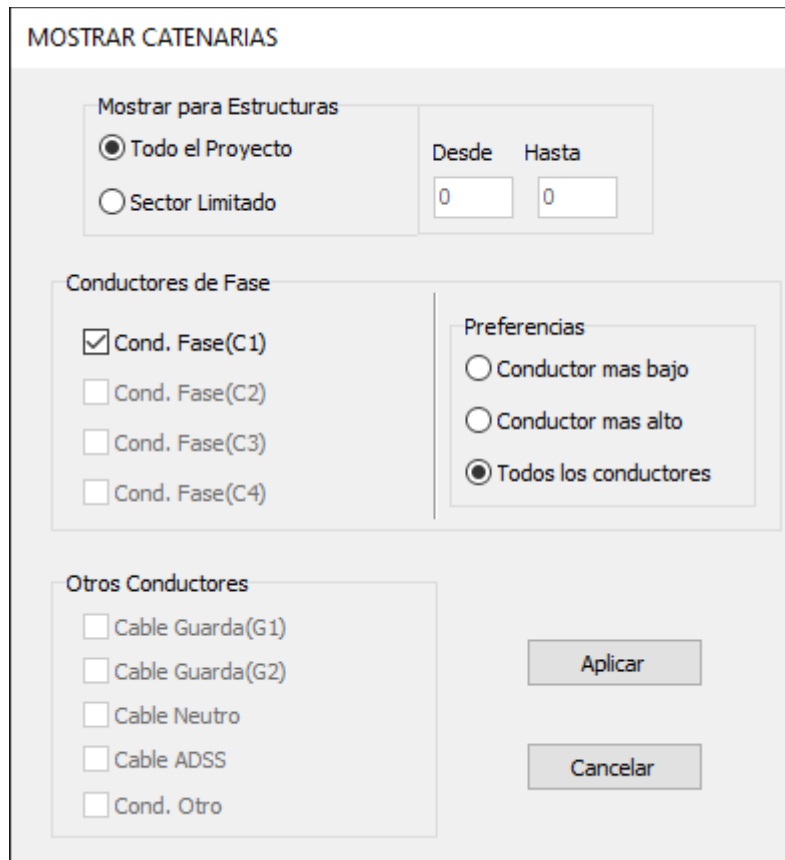 MOSTRAR CATENARIAS
Mostrar para Estructuras
Todo el Proyecto
Sector Limitado
Desde Hasta
0 0
Conductores de Fase
Cond. Fase(C1)
Cond. Fase(C2)
Cond. Fase(C3)
Cond. Fase(C4)
Preferencias
Conductor mas bajo
Conductor mas alto
Todos los conductores
Otros Conductores
Cable Guarda(G1)
Cable Guarda(G2)
Cable Neutro
Cable ADSS
Cond. Otro
Aplicar
Cancelar